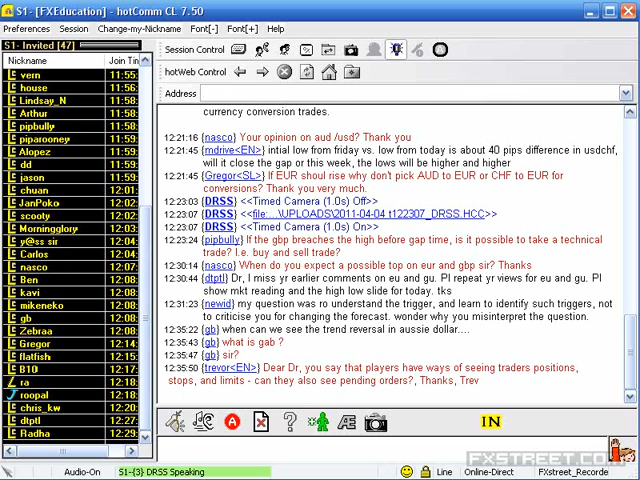 S1- [FXEducation] - hotComm CL 7.50
Preferences Session Change-my-Nickname Font[-] Font[+] Help
S1- Invited [47]
Session Control
Nickname Join Tin
hotWeb Control
Address
vern 11:55:
house 11:56:
Lindsay_N 11:58:
Arthur 11:58:
pipbully 11:58:
piparooney 11:59:
Alopez 11:59:
dd 11:59:
jason 11:59:
chuan 12:01:
JanPoko 12:02:
scooty 12:02:
Morningglory 12:03:
y@ss sir 12:04:
Carlos 12:04:
nasco 12:07:
Ben 12:08:
kavi 12:08:
mikeneko 12:08:
gb 12:08:
Zebraa 12:08:
Gregor 12:14:
flatfish 12:15:
B10 12:17:
ra 12:18:
roopal 12:18:
chris_kw 12:20:
dtptl 12:27:
Radha 12:29:
currency conversion trades.
12:21:16 {nasco} Your opinion on aud /usd? Thank you
12:21:45 {mdrive<EN>} intial low from friday vs. low from today is about 40 pips difference in usdchf,
will it close the gap or this week, the lows will be higher and higher
12:21:45 {Gregor<SL>} If EUR shoul rise why don't pick AUD to EUR or CHF to EUR for
conversions? Thank you very much.
12:23:03 {DRSS} <<Timed Camera (1.0s) Off>>
12:23:07 {DRSS} <<file:...\UPLOADS\2011-04-04 t122307_DRSS.HCC>>
12:23:07 {DRSS} <<Timed Camera (1.0s) On>>
12:23:24 {pipbully} If the gbp breaches the high before gap time, is it possible to take a technical
trade? I.e. buy and sell trade?
12:30:14 {nasco} When do you expect a possible top on eur and gbp sir? Thanks
12:30:44 {dtptl} Dr, I miss yr earlier comments on eu and gu. Pl repeat yr views for eu and gu. Pl
show mkt reading and the high low slide for today. tks
12:31:23 {newid} my question was ro understand the trigger, and learn to identify such triggers, not
to criticise you for changing the forecast. wonder why you misinterpret the question.
12:35:22 {gb} when can we see the trend reversal in aussie dollar....
12:35:43 {gb} what is gab ?
12:35:47 {gb} sir?
12:35:50 {trevor<EN>} Dear Dr, you say that players have ways of seeing traders positions,
stops, and limits - can they also see pending orders?, Thanks, Trev
A ? Æ IN
FXSTREET.COM
Audio-On S1-{3} DRSS Speaking Line Online-Direct FXstreet_Recorde